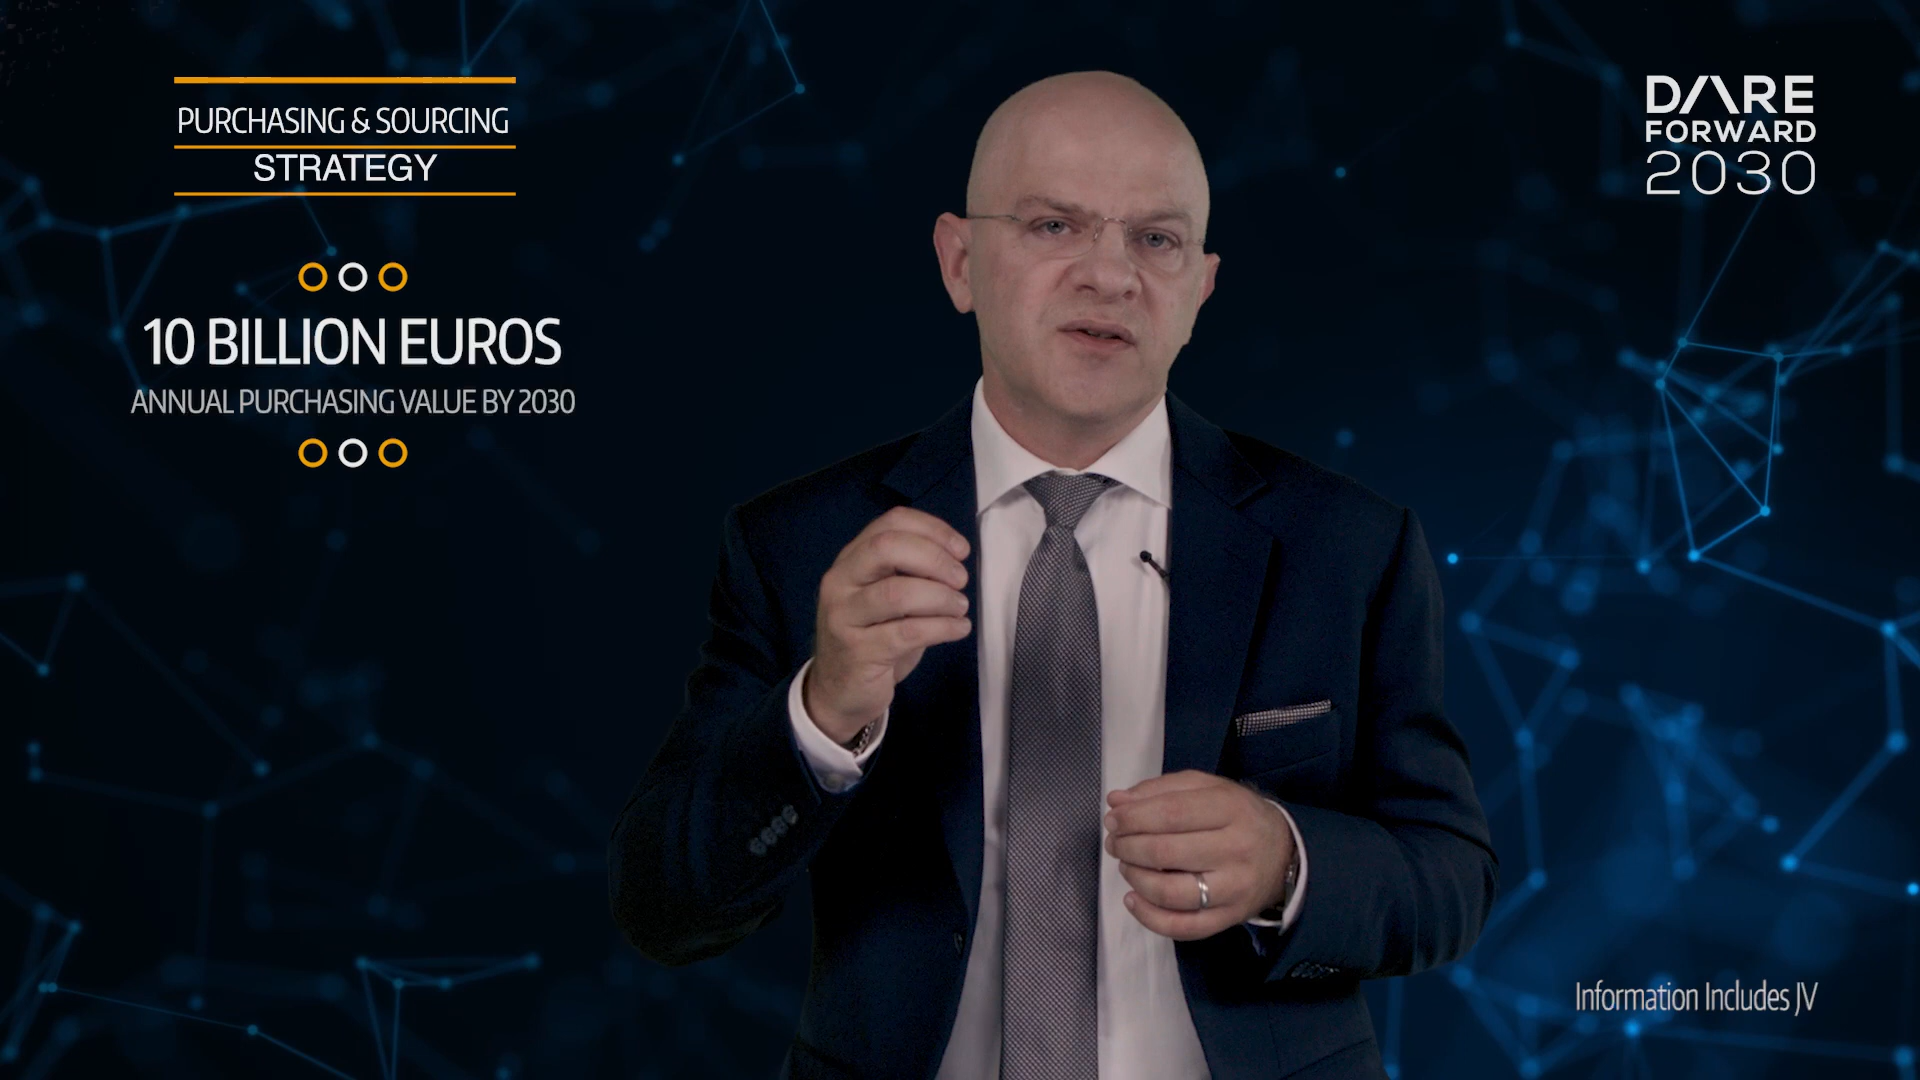 PURCHASING & SOURCING
STRATEGY
10 BILLION EUROS
ANNUAL PURCHASING VALUE BY 2030
DARE
FORWARD
2030
Information Includes JV